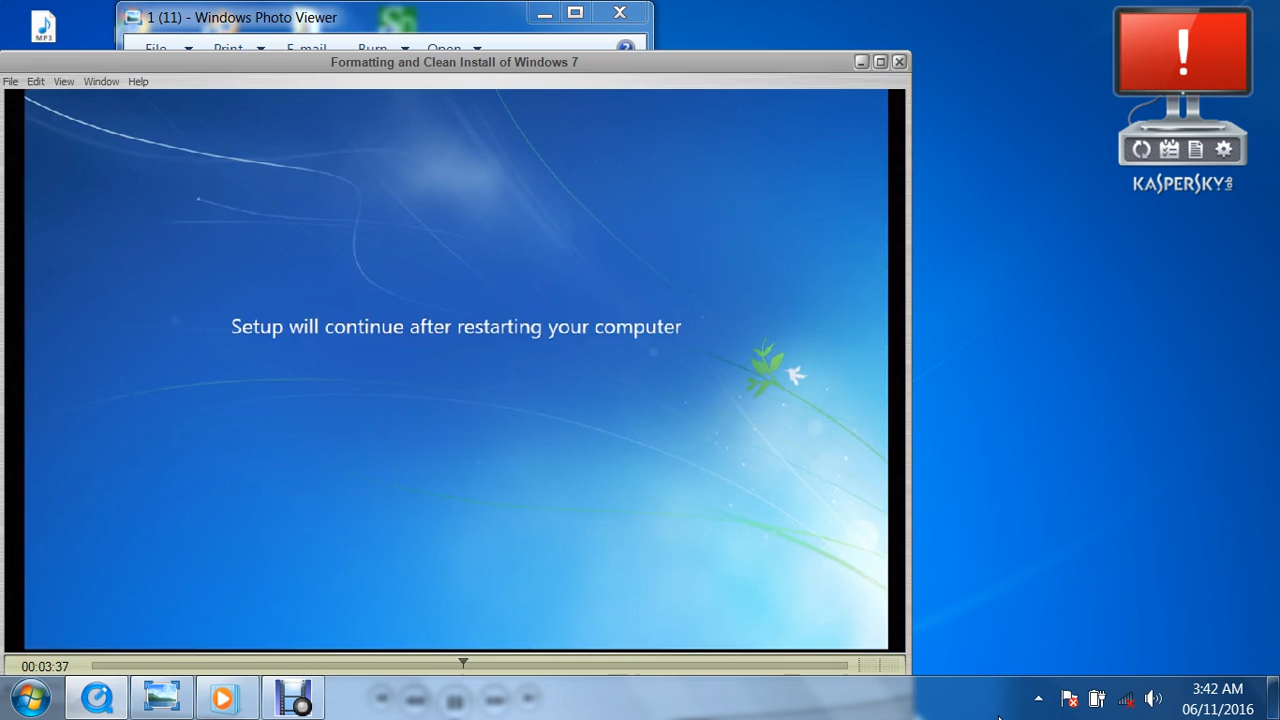 MP3
1 (11) - Windows Photo Viewer
File Print E-mail Burn Open
Formatting and Clean Install of Windows 7
File Edit View Window Help
Setup will continue after restarting your computer
KASPERSKY lab
00:03:37
3:42 AM
06/11/2016